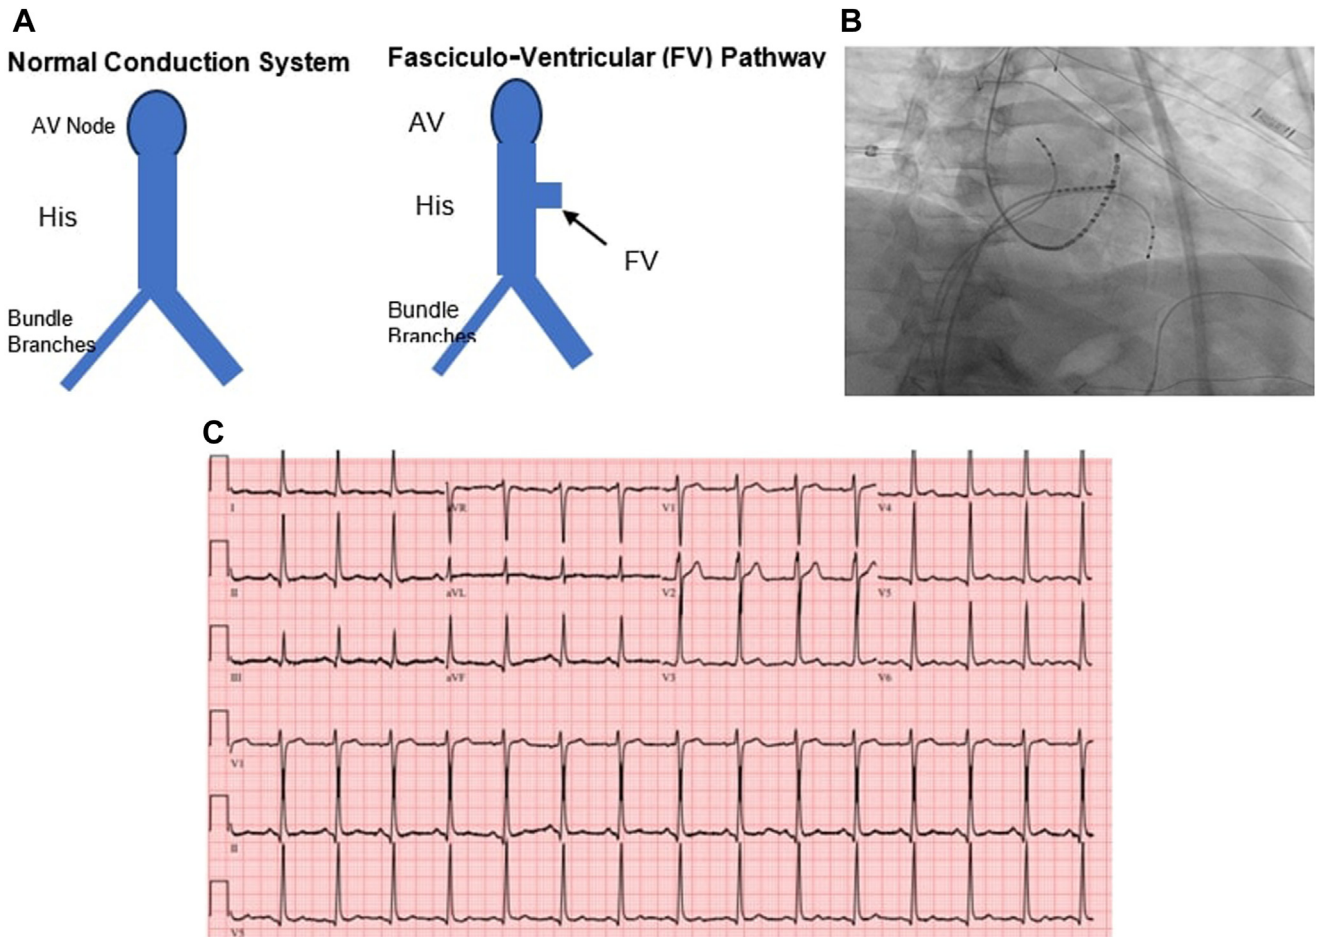 A
Normal Conduction System
AV Node
His
Bundle
Branches
Fasciculo-Ventricular (FV) Pathway
AV
His
FV
Bundle
Branches
B
C
I
aVR
V1
V4
II
aVL
V2
V5
III
aVF
V3
V6
V1
II
V5